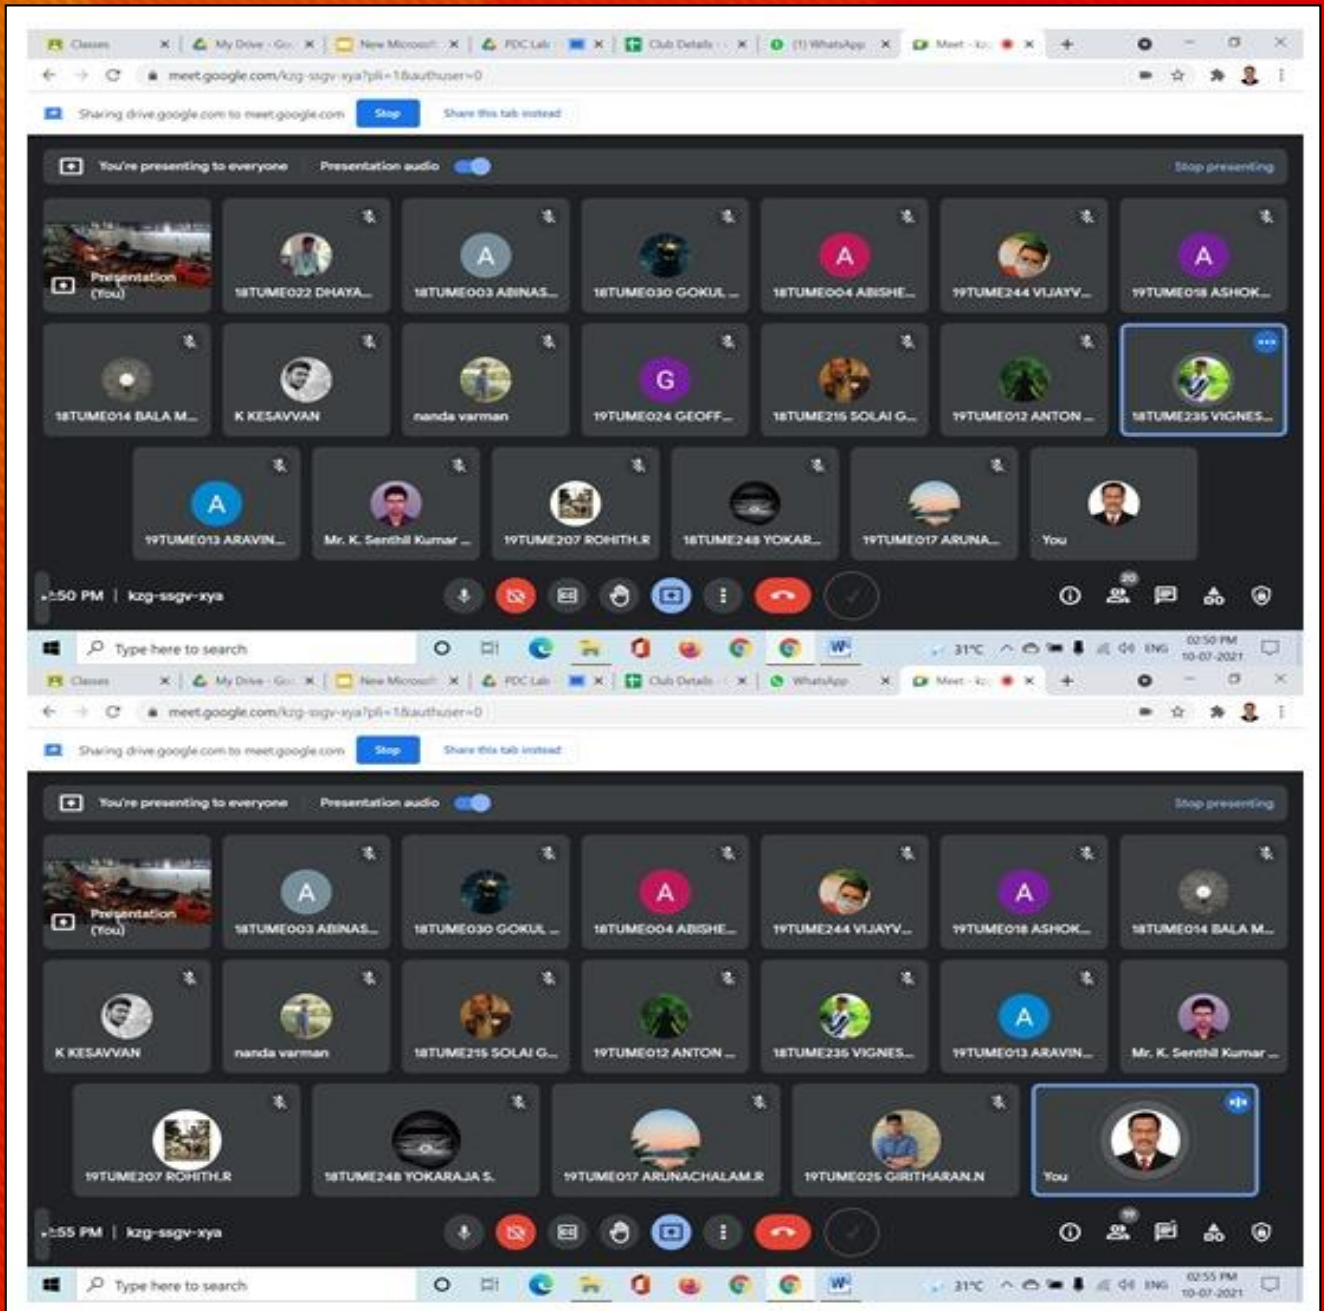 Classes My Drive - Go New Microsoft PDC Lab Club Details (1) WhatsApp Meet - kz
meet.google.com/kzg-ssgv-xya?pli=1&authuser=0
Sharing drive.google.com to meet.google.com Stop Share this tab instead
You're presenting to everyone Presentation audio Stop presenting
A A A
Presentation
(You)
18TUME022 DHAYA... 18TUME003 ABINAS... 18TUME030 GOKUL ... 18TUME004 ABISHE... 19TUME244 VIJAYV... 19TUME018 ASHOK...
G
18TUME014 BALA M... K KESAVVAN nanda varman 19TUME024 GEOFF... 18TUME215 SOLAI G... 19TUME012 ANTON ... 18TUME235 VIGNES...
A
19TUME013 ARAVIN... Mr. K. Senthil Kumar ... 19TUME207 ROHITH.R 18TUME248 YOKAR... 19TUME017 ARUNA... You
20
:50 PM | kzg-ssgv-xya
Type here to search W 31°C ENG 02:50 PM
10-07-2021
Classes My Drive - Go New Microsoft PDC Lab Club Details WhatsApp Meet - kz
meet.google.com/kzg-ssgv-xya?pli=1&authuser=0
Sharing drive.google.com to meet.google.com Stop Share this tab instead
You're presenting to everyone Presentation audio Stop presenting
A A A
Presentation
(You)
18TUME003 ABINAS... 18TUME030 GOKUL ... 18TUME004 ABISHE... 19TUME244 VIJAYV... 19TUME018 ASHOK... 18TUME014 BALA M...
A
K KESAVVAN nanda varman 18TUME215 SOLAI G... 19TUME012 ANTON ... 18TUME235 VIGNES... 19TUME013 ARAVIN... Mr. K. Senthil Kumar ...
19TUME207 ROHITH.R 18TUME248 YOKARAJA S. 19TUME017 ARUNACHALAM.R 19TUME025 GIRITHARAN.N You
19
:55 PM | kzg-ssgv-xya
Type here to search W 31°C ENG 02:55 PM
10-07-2021